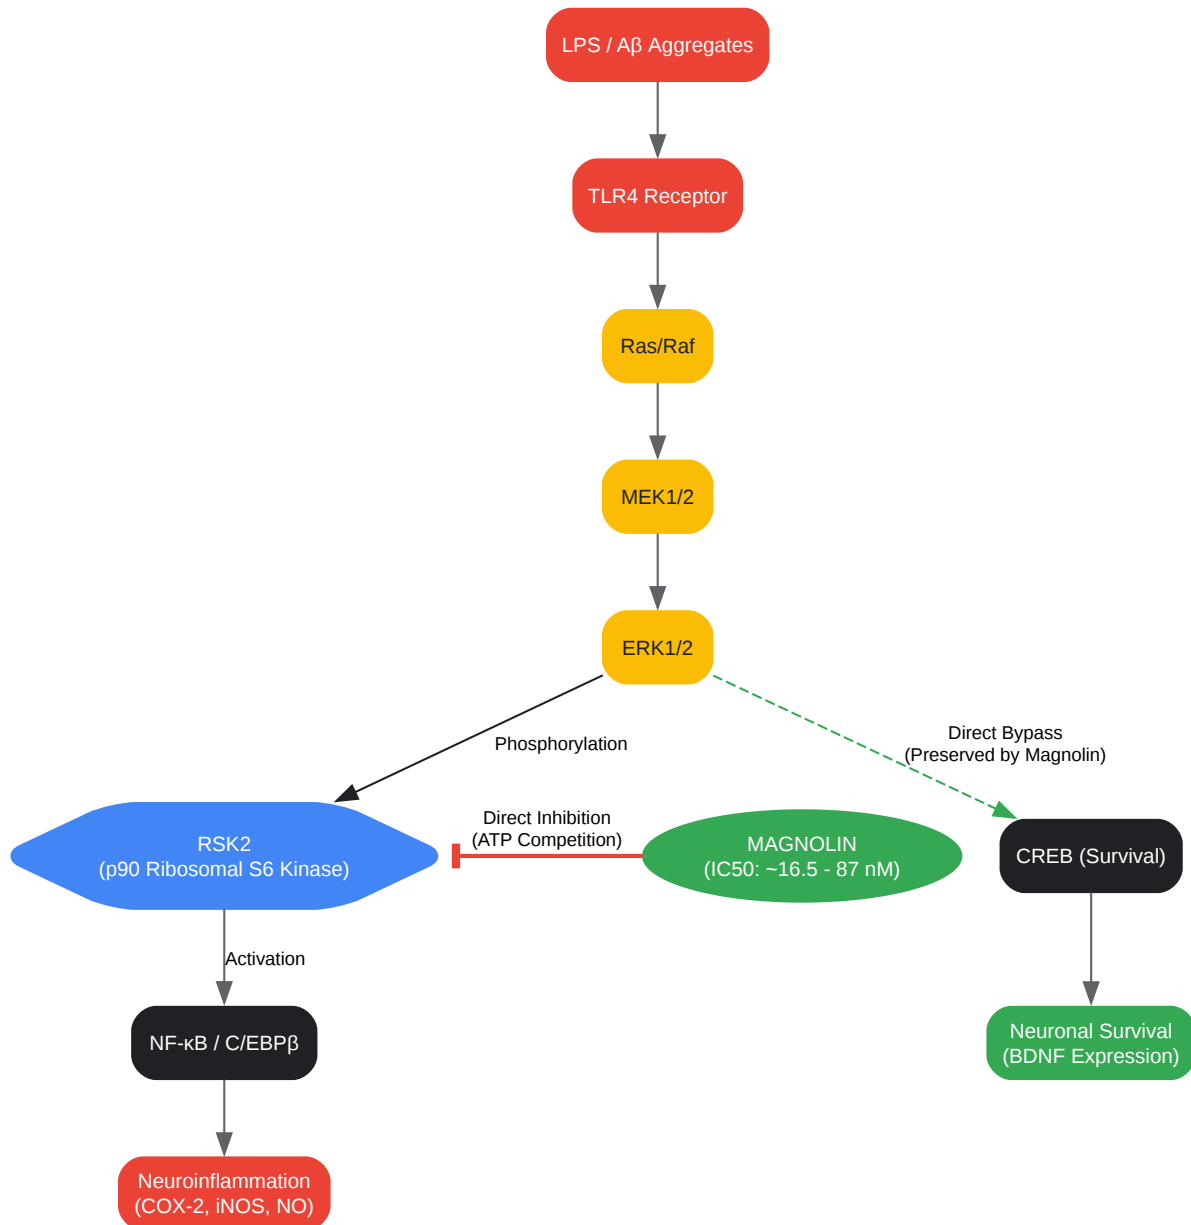 LPS / Aβ Aggregates
TLR4 Receptor
Ras/Raf
MEK1/2
ERK1/2
Phosphorylation
Direct Bypass
(Preserved by Magnolin)
RSK2
(p90 Ribosomal S6 Kinase)
Direct Inhibition
(ATP Competition)
MAGNOLIN
(IC50: ~16.5 - 87 nM)
CREB (Survival)
Activation
NF-κB / C/EBPβ
Neuronal Survival
(BDNF Expression)
Neuroinflammation
(COX-2, iNOS, NO)